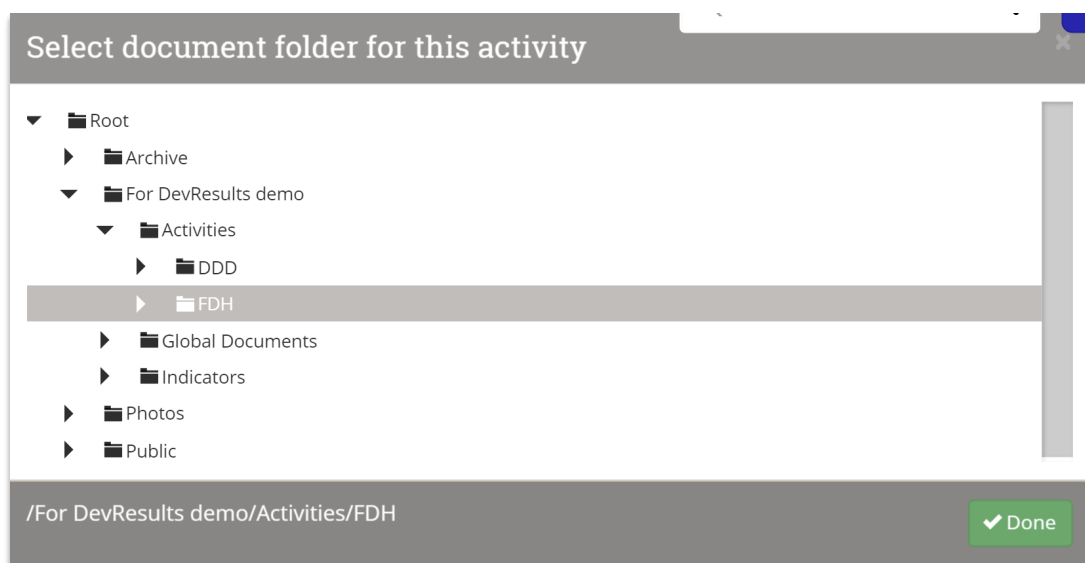 Select document folder for this activity
Root
Archive
For DevResults demo
Activities
DDD
FDH
Global Documents
Indicators
Photos
Public
/For DevResults demo/Activities/FDH
Done